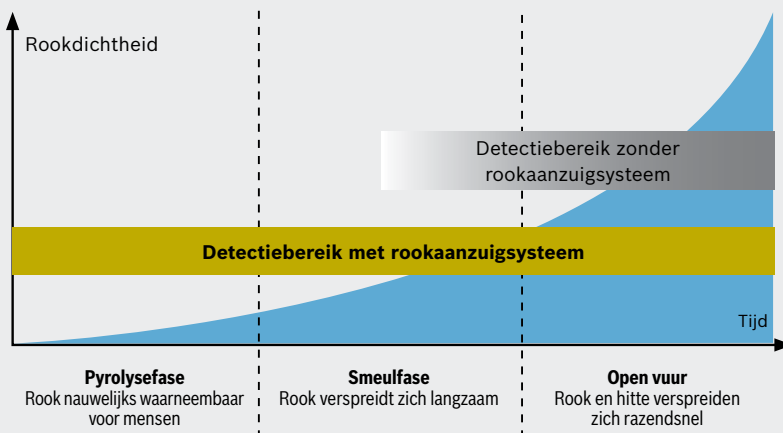 Rookdichtheid
Detectiebereik zonder
rookaanzuigsysteem
Detectiebereik met rookaanzuigsysteem
Tijd
Pyrolysefase
Rook nauwelijks waarneembaar
voor mensen
Smeulfase
Rook verspreidt zich langzaam
Open vuur
Rook en hitte verspreiden
zich razendsnel